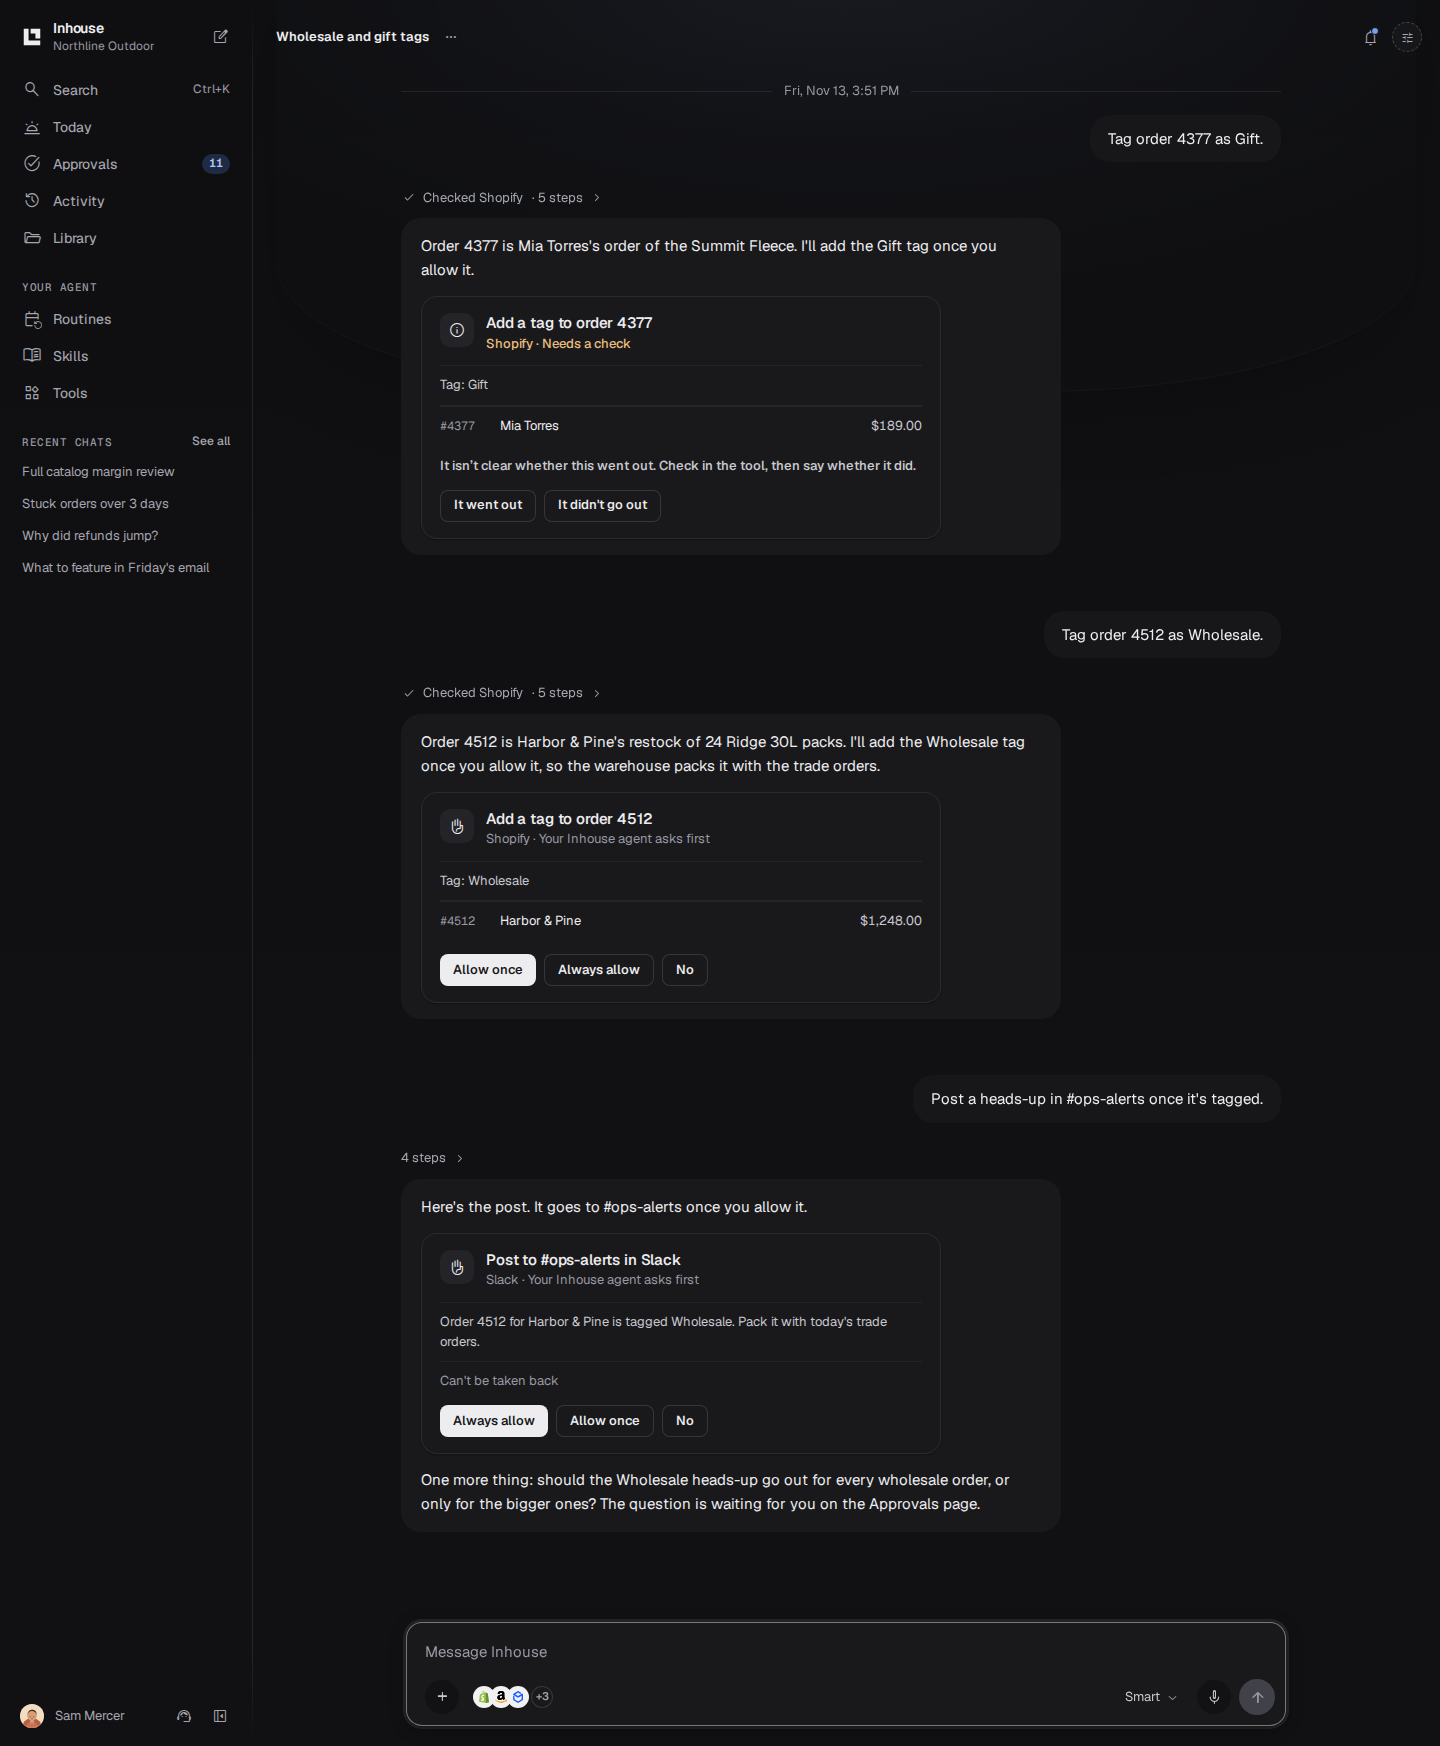 Inhouse
Northline Outdoor
Search
Ctrl+K
Today
Approvals
11
Activity
Library
YOUR AGENT
Routines
Skills
Tools
RECENT CHATS
See all
Full catalog margin review
Stuck orders over 3 days
Why did refunds jump?
What to feature in Friday's email
Sam Mercer
Wholesale and gift tags
Fri, Nov 13, 3:51 PM
Tag order 4377 as Gift.
Checked Shopify · 5 steps
Order 4377 is Mia Torres's order of the Summit Fleece. I'll add the Gift tag once you
allow it.
Add a tag to order 4377
Shopify · Needs a check
Tag: Gift
#4377 Mia Torres $189.00
It isn’t clear whether this went out. Check in the tool, then say whether it did.
It went out
It didn't go out
Tag order 4512 as Wholesale.
Checked Shopify · 5 steps
Order 4512 is Harbor & Pine's restock of 24 Ridge 30L packs. I'll add the Wholesale tag
once you allow it, so the warehouse packs it with the trade orders.
Add a tag to order 4512
Shopify · Your Inhouse agent asks first
Tag: Wholesale
#4512 Harbor & Pine $1,248.00
Allow once
Always allow
No
Post a heads-up in #ops-alerts once it's tagged.
4 steps
Here's the post. It goes to #ops-alerts once you allow it.
Post to #ops-alerts in Slack
Slack · Your Inhouse agent asks first
Order 4512 for Harbor & Pine is tagged Wholesale. Pack it with today's trade
orders.
Can't be taken back
Always allow
Allow once
No
One more thing: should the Wholesale heads-up go out for every wholesale order, or
only for the bigger ones? The question is waiting for you on the Approvals page.
Message Inhouse
+3
Smart